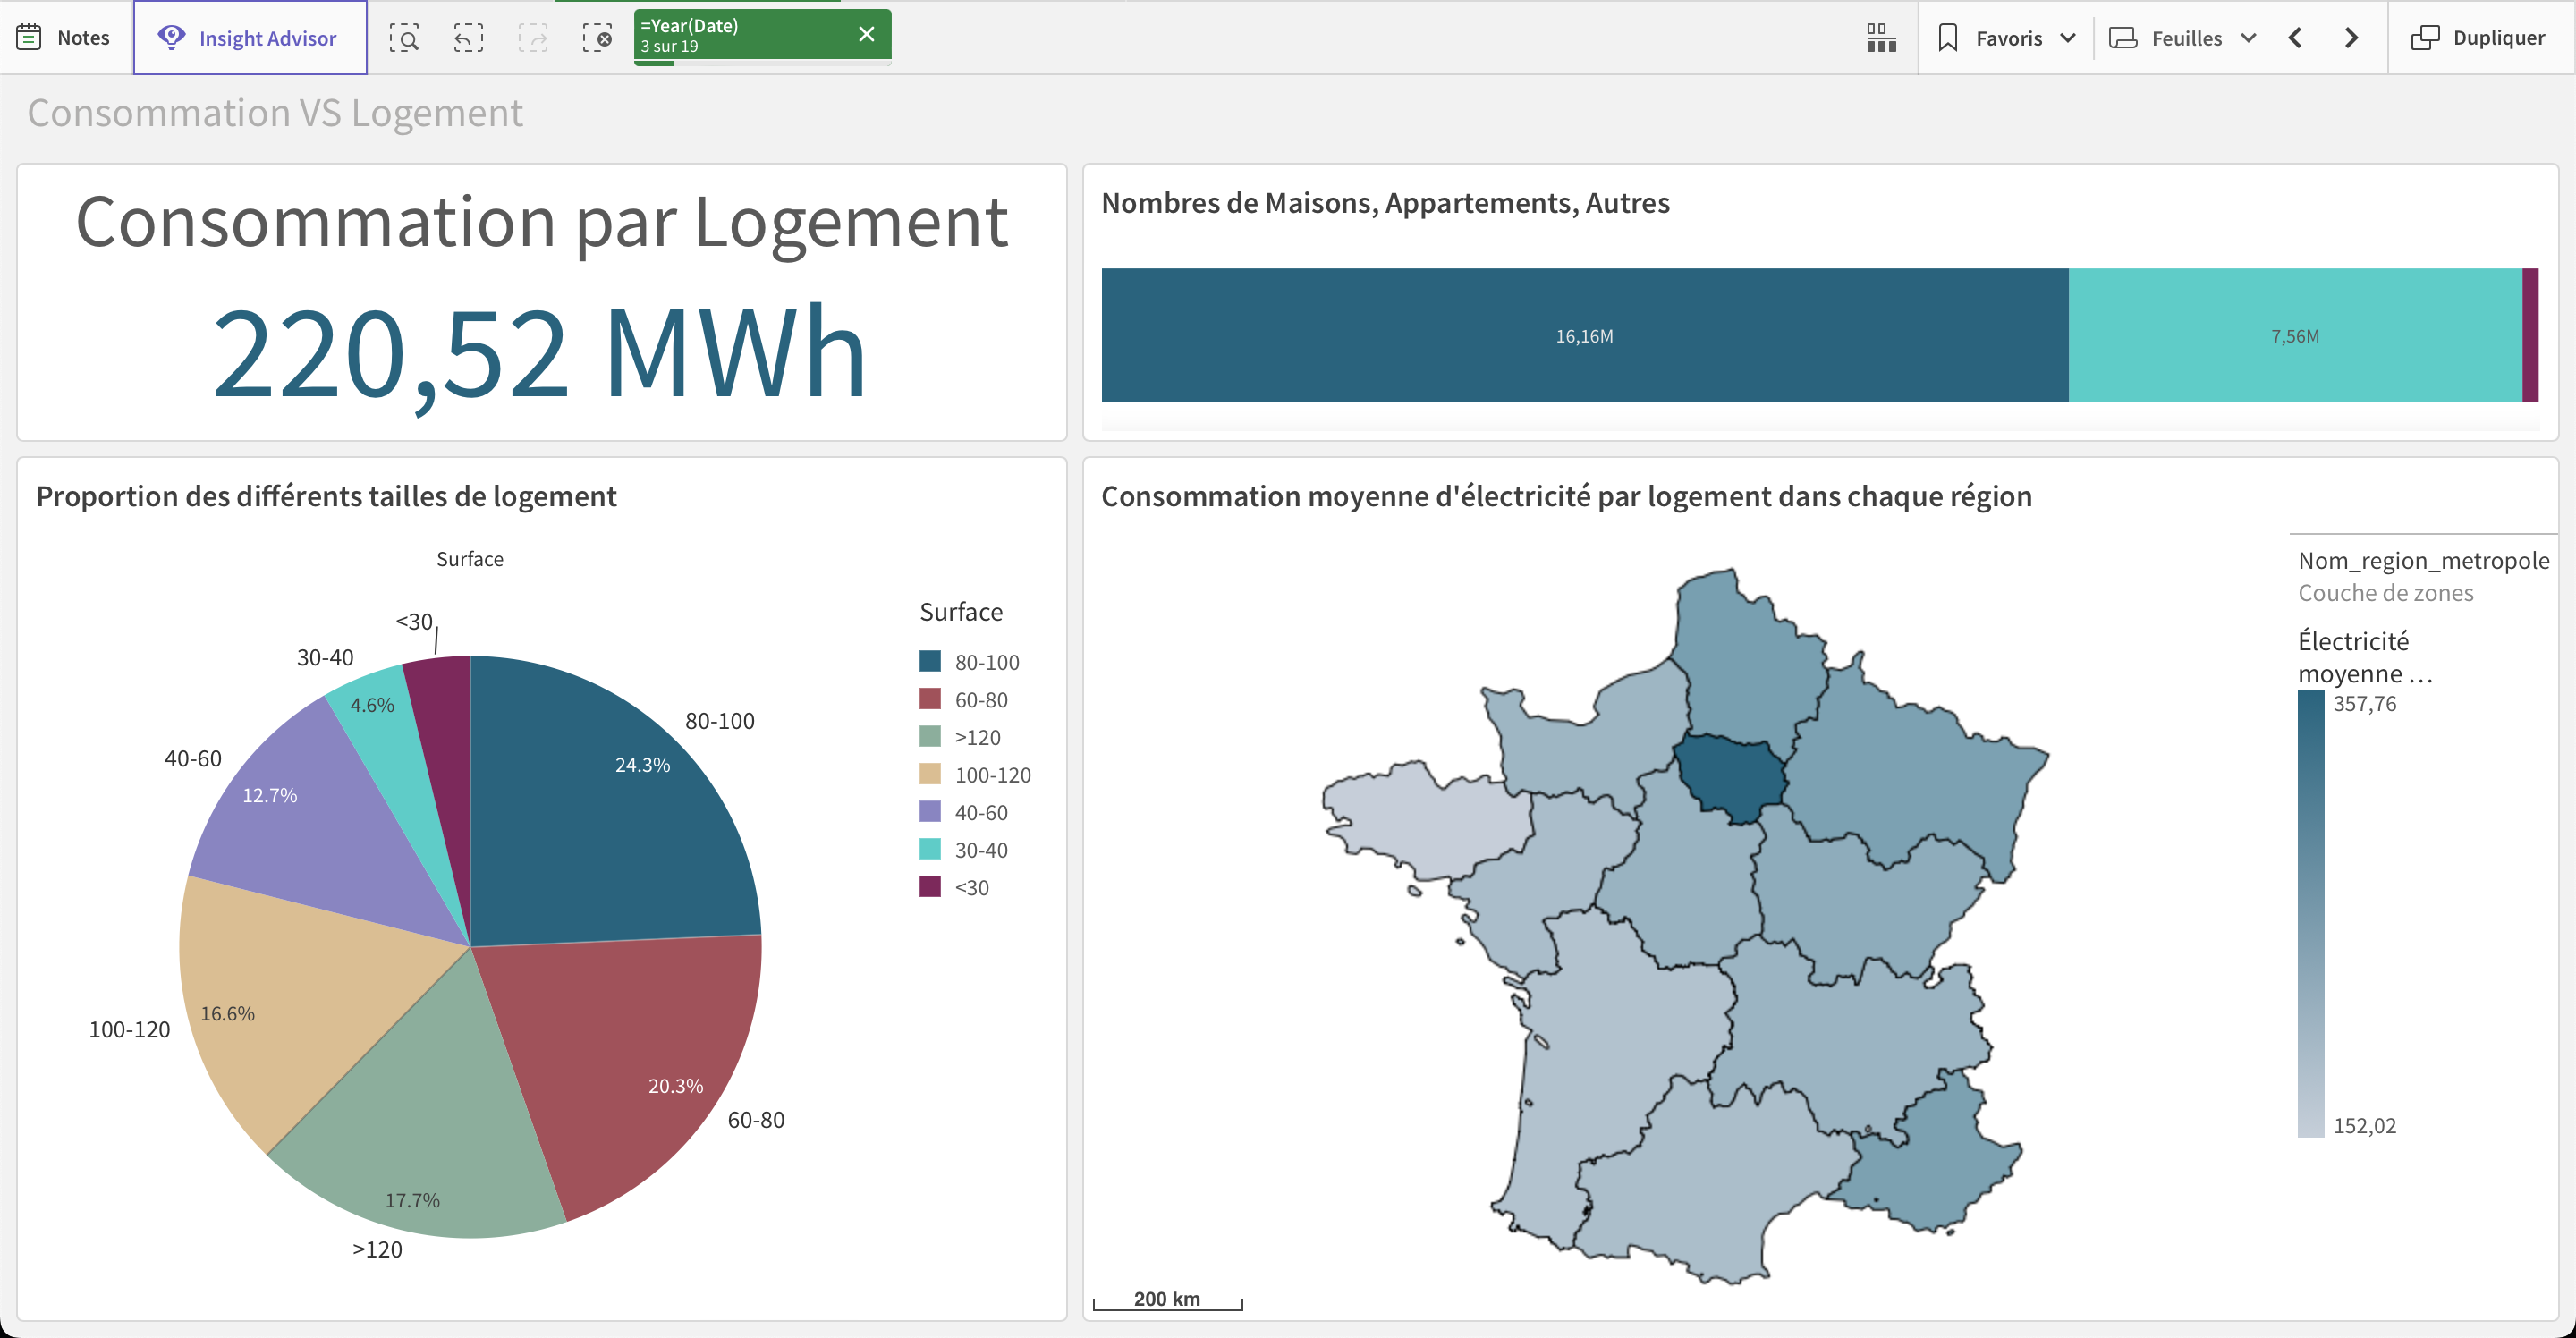 Notes
Insight Advisor
=Year(Date)
3 sur 19
Favoris
Feuilles
Dupliquer
Consommation VS Logement
Consommation par Logement
220,52 MWh
Nombres de Maisons, Appartements, Autres
16,16M
7,56M
Proportion des différents tailles de logement
Surface
<30
30-40
4.6%
40-60
12.7%
80-100
24.3%
100-120
16.6%
60-80
20.3%
>120
17.7%
Surface
80-100
60-80
>120
100-120
40-60
30-40
<30
Consommation moyenne d'électricité par logement dans chaque région
Nom_region_metropole
Couche de zones
Électricité
moyenne ...
357,76
152,02
200 km